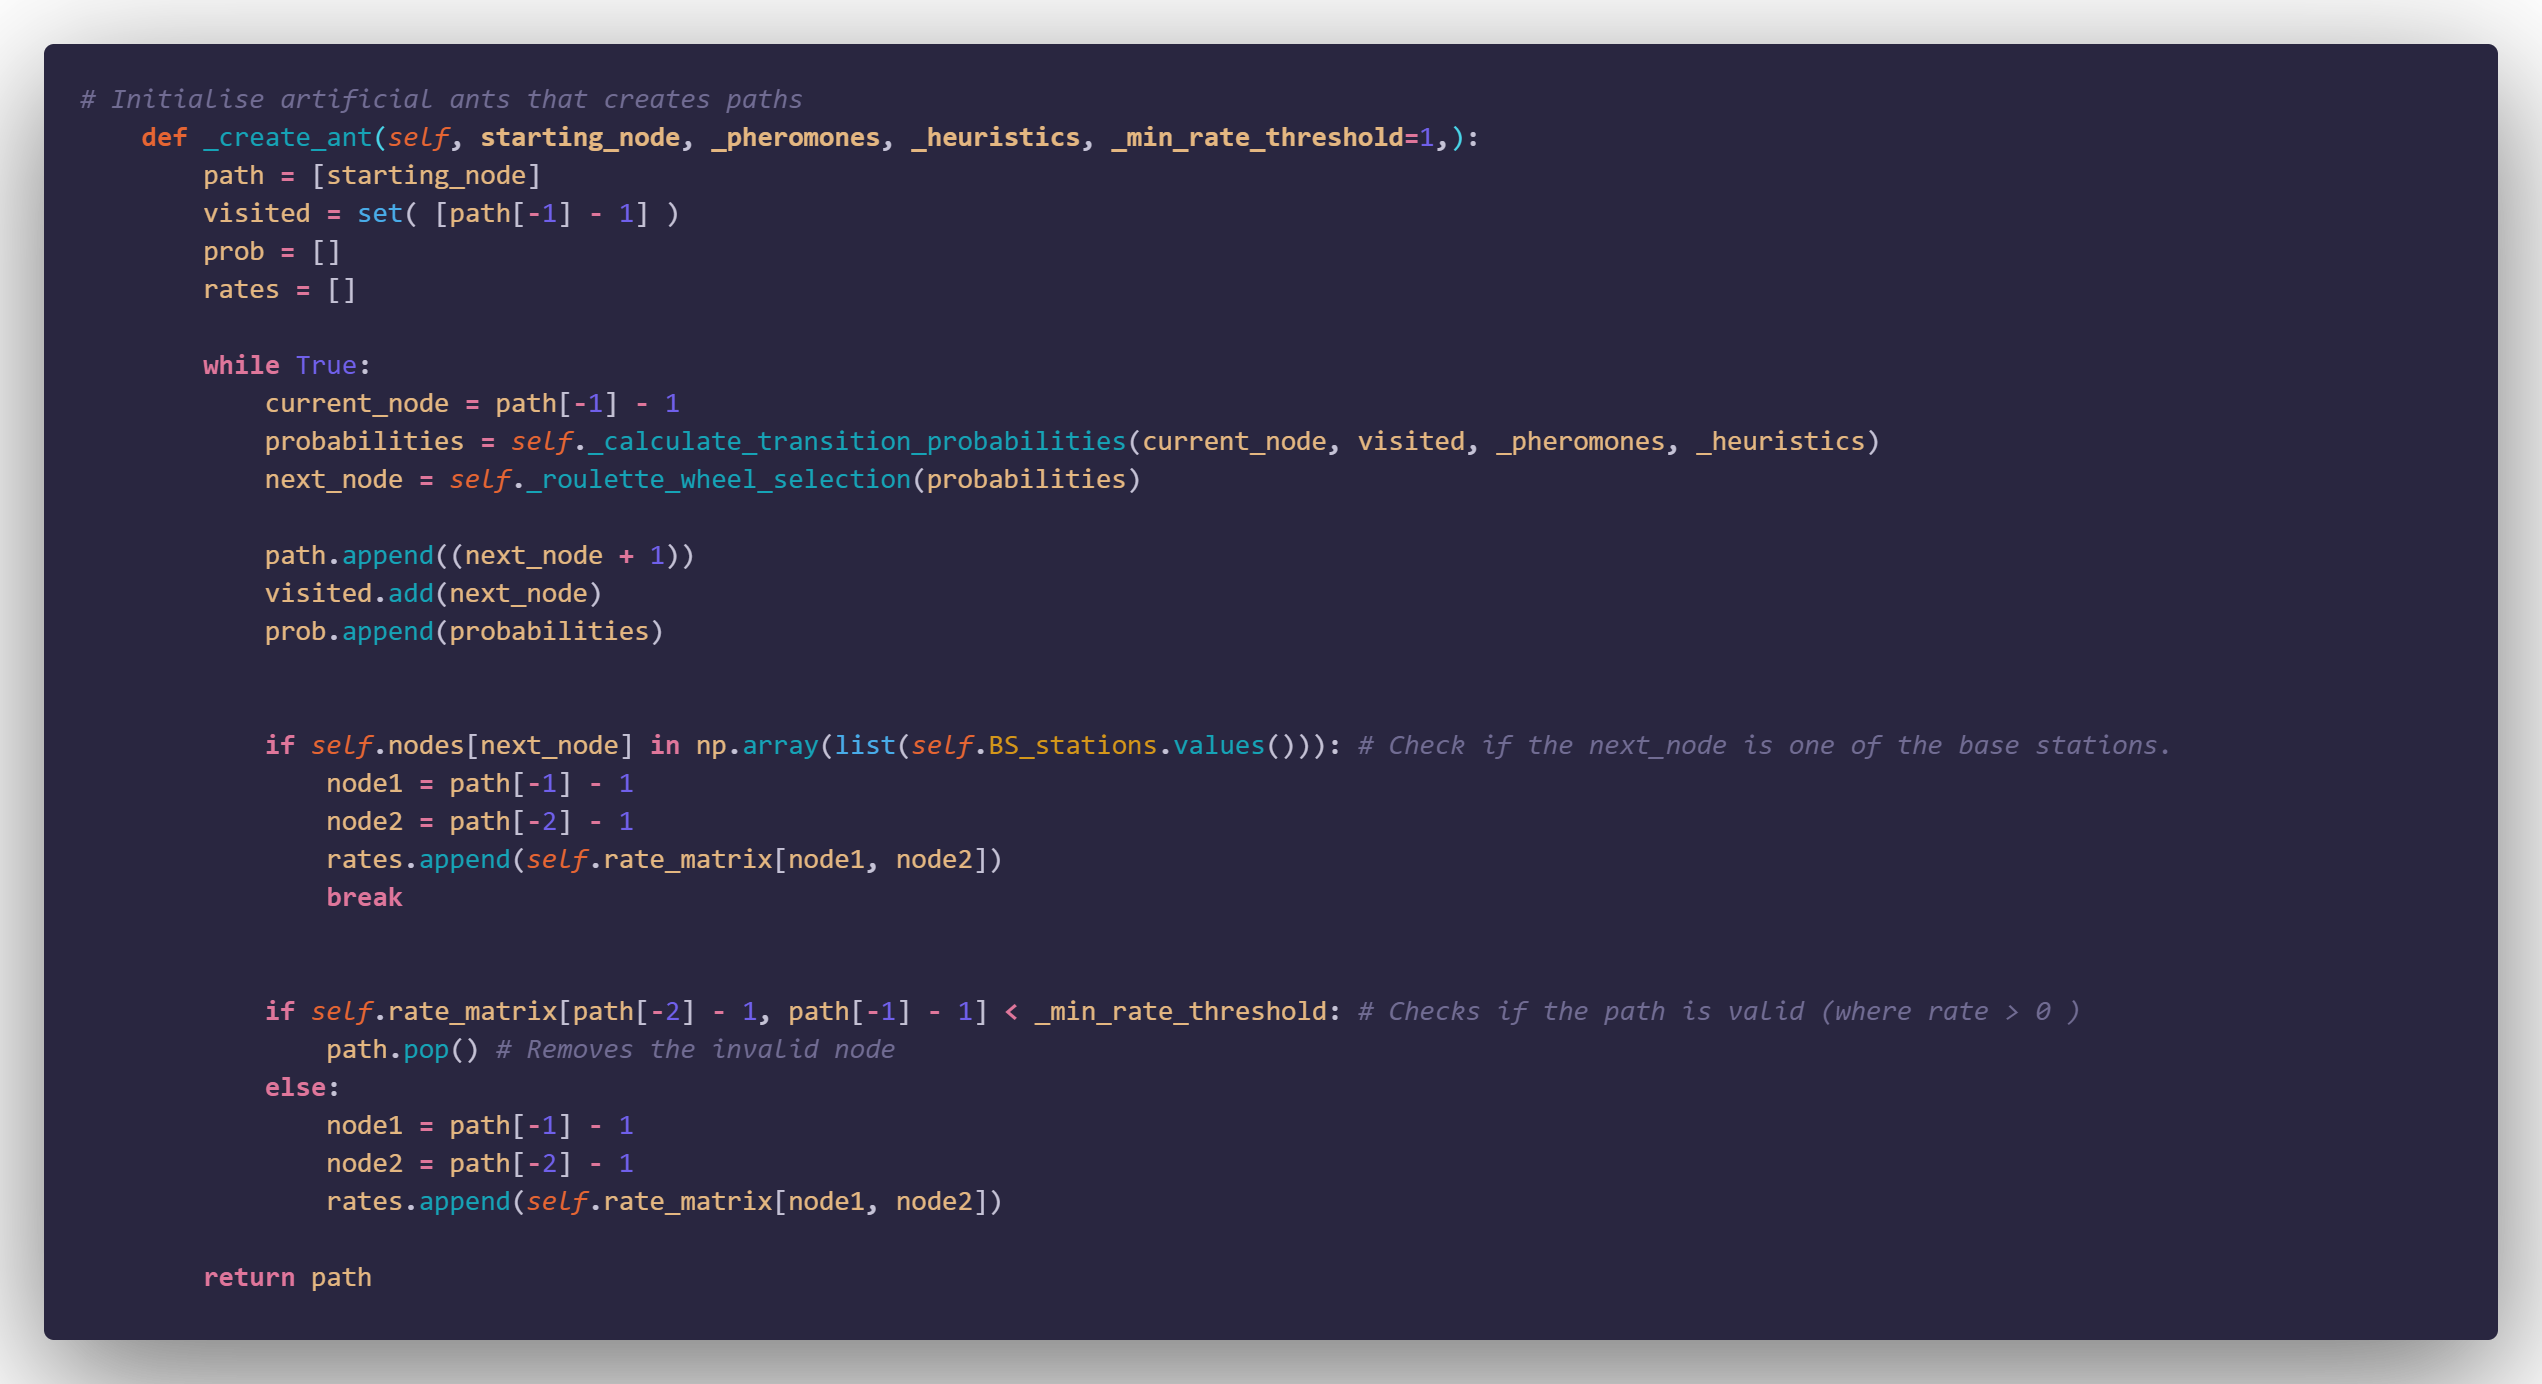 # Initialise artificial ants that creates paths
    def _create_ant(self, starting_node, _pheromones, _heuristics, _min_rate_threshold=1,):
        path = [starting_node]
        visited = set( [path[-1] - 1] )
        prob = []
        rates = []

        while True:
            current_node = path[-1] - 1
            probabilities = self._calculate_transition_probabilities(current_node, visited, _pheromones, _heuristics)
            next_node = self._roulette_wheel_selection(probabilities)

            path.append((next_node + 1))
            visited.add(next_node)
            prob.append(probabilities)


            if self.nodes[next_node] in np.array(list(self.BS_stations.values())): # Check if the next_node is one of the base stations.
                node1 = path[-1] - 1
                node2 = path[-2] - 1
                rates.append(self.rate_matrix[node1, node2])
                break


            if self.rate_matrix[path[-2] - 1, path[-1] - 1] < _min_rate_threshold: # Checks if the path is valid (where rate > 0 )
                path.pop() # Removes the invalid node
            else:
                node1 = path[-1] - 1
                node2 = path[-2] - 1
                rates.append(self.rate_matrix[node1, node2])

        return path